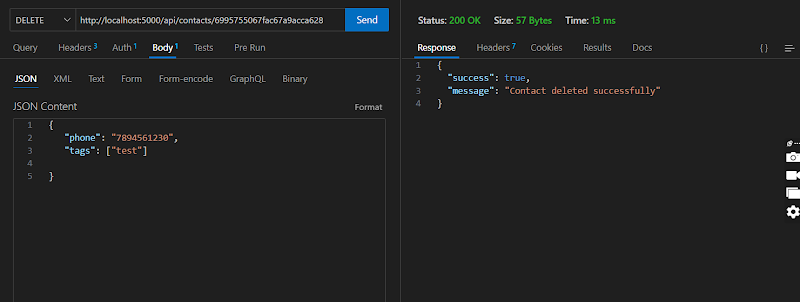 DELETE http://localhost:5000/api/contacts/6995755067fac67a9acca628 Send
Query Headers 3 Auth 1 Body 1 Tests Pre Run
JSON XML Text Form Form-encode GraphQL Binary
JSON Content Format
1 {
2 "phone": "7894561230",
3 "tags": ["test"]
4
5 }
Status: 200 OK Size: 57 Bytes Time: 13 ms
Response Headers 7 Cookies Results Docs { }
1 {
2 "success": true,
3 "message": "Contact deleted successfully"
4 }